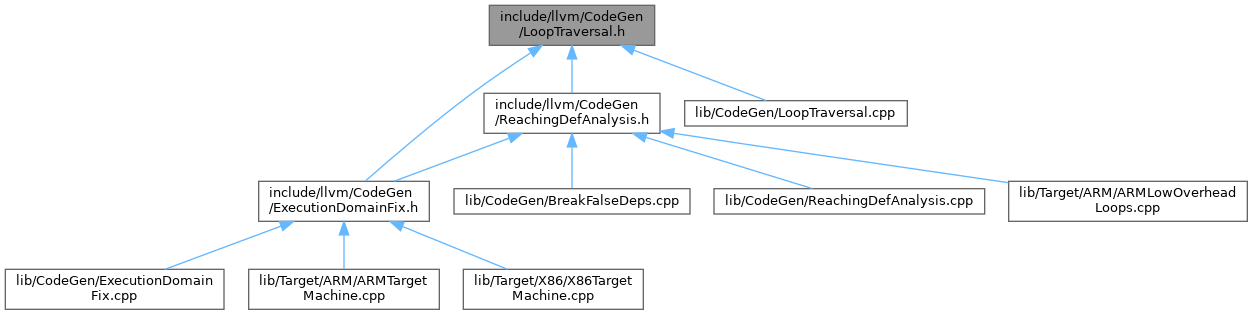 include/llvm/CodeGen
/LoopTraversal.h
include/llvm/CodeGen
/ReachingDefAnalysis.h
lib/CodeGen/LoopTraversal.cpp
include/llvm/CodeGen
/ExecutionDomainFix.h
lib/CodeGen/BreakFalseDeps.cpp
lib/CodeGen/ReachingDefAnalysis.cpp
lib/Target/ARM/ARMLowOverhead
Loops.cpp
lib/CodeGen/ExecutionDomain
Fix.cpp
lib/Target/ARM/ARMTarget
Machine.cpp
lib/Target/X86/X86Target
Machine.cpp